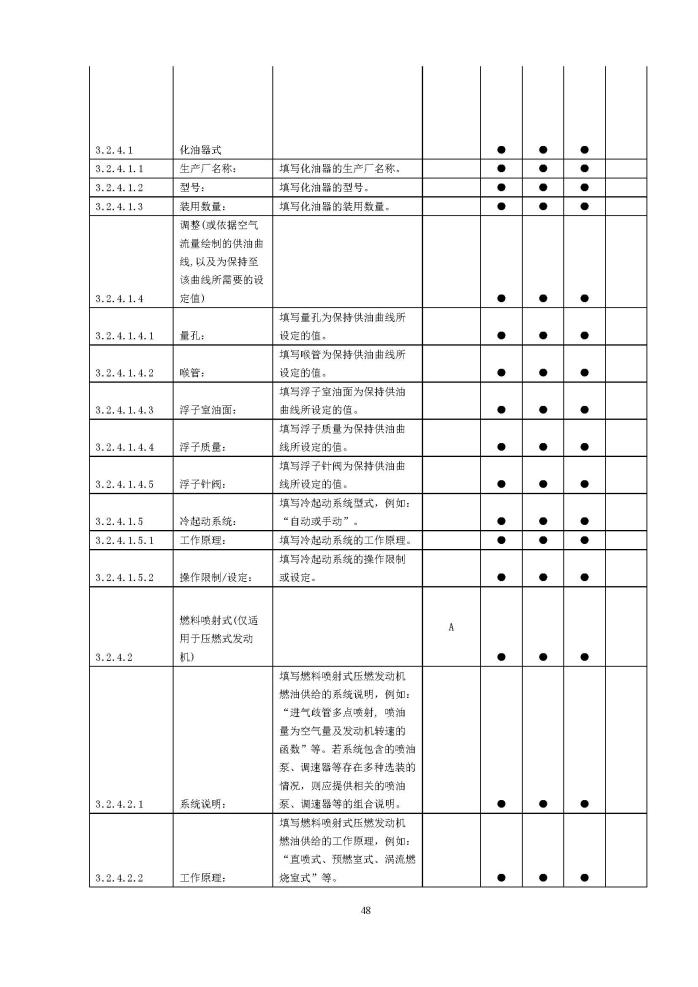 3.2.4.1 化油器式 ● ● ●
3.2.4.1.1 生产厂名称: 填写化油器的生产厂名称。 ● ● ●
3.2.4.1.2 型号: 填写化油器的型号。 ● ● ●
3.2.4.1.3 装用数量: 填写化油器的装用数量。 ● ● ●
调整(或依据空气
流量绘制的供油曲
线,以及为保持至
该曲线所需要的设
3.2.4.1.4 定值) ● ● ●
填写量孔为保持供油曲线所
3.2.4.1.4.1 量孔: 设定的值。 ● ● ●
填写喉管为保持供油曲线所
3.2.4.1.4.2 喉管: 设定的值。 ● ● ●
填写浮子室油面为保持供油
3.2.4.1.4.3 浮子室油面: 曲线所设定的值。 ● ● ●
填写浮子质量为保持供油曲
3.2.4.1.4.4 浮子质量: 线所设定的值。 ● ● ●
填写浮子针阀为保持供油曲
3.2.4.1.4.5 浮子针阀: 线所设定的值。 ● ● ●
填写冷起动系统型式，例如:
3.2.4.1.5 冷起动系统: “自动或手动”。 ● ● ●
3.2.4.1.5.1 工作原理: 填写冷起动系统的工作原理。 ● ● ●
填写冷起动系统的操作限制
3.2.4.1.5.2 操作限制/设定: 或设定。 ● ● ●
燃料喷射式(仅适
用于压燃式发动 A
3.2.4.2 机) ● ● ●
填写燃料喷射式压燃发动机
燃油供给的系统说明，例如:
“进气歧管多点喷射, 喷油
量为空气量及发动机转速的
函数”等。若系统包含的喷油
泵、调速器等存在多种选装的
情况，则应提供相关的喷油
3.2.4.2.1 系统说明: 泵、调速器等的组合说明。 ● ● ●
填写燃料喷射式压燃发动机
燃油供给的工作原理，例如:
“直喷式、预燃室式、涡流燃
3.2.4.2.2 工作原理: 烧室式”等。 ● ● ●
48